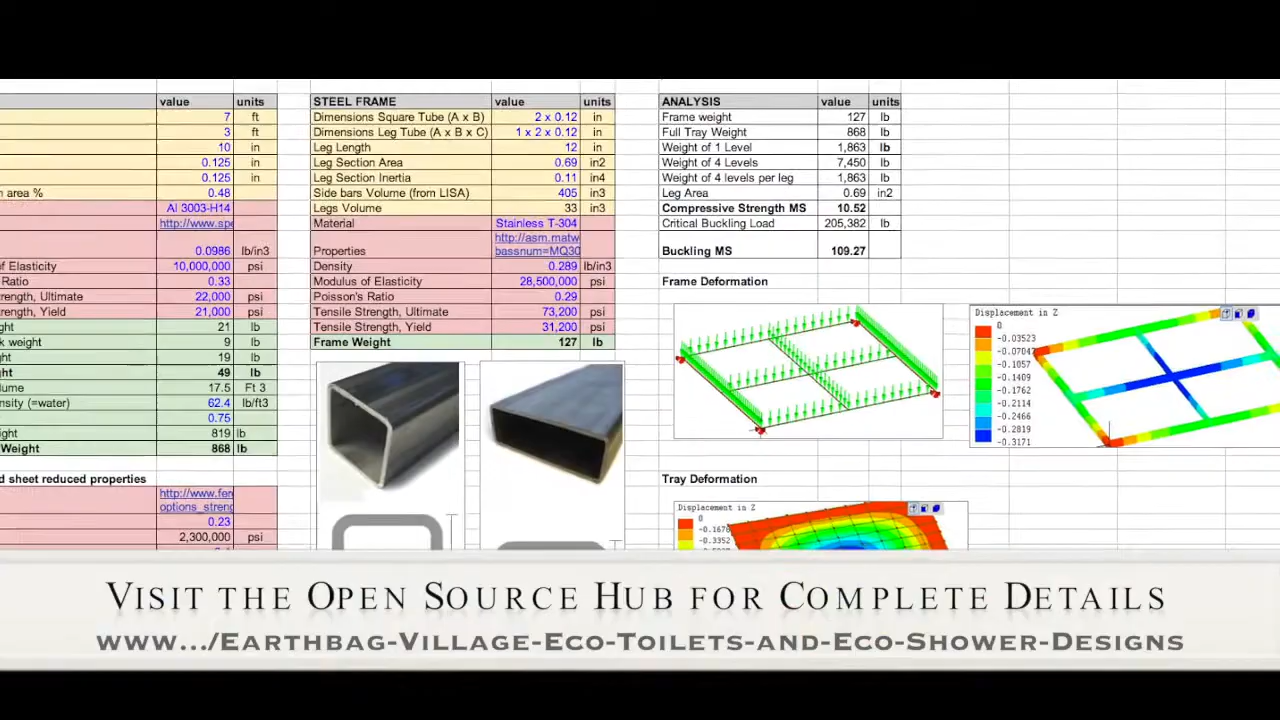 value units
7 ft
3 ft
10 in
0.125 in
0.125 in
n area % 0.48
Al 3003-H14
http://www.spe
0.0986 lb/in3
of Elasticity 10,000,000 psi
Ratio 0.33
rength, Ultimate 22,000 psi
rength, Yield 21,000 psi
ght 21 lb
k weight 9 lb
ght 19 lb
ght 49 lb
lume 17.5 Ft 3
nsity (=water) 62.4 lb/ft3
0.75
ight 819 lb
Weight 868 lb
d sheet reduced properties
http://www.fer
options_streng
0.23
2,300,000 psi
STEEL FRAME value units
Dimensions Square Tube (A x B) 2 x 0.12 in
Dimensions Leg Tube (A x B x C) 1 x 2 x 0.12 in
Leg Length 12 in
Leg Section Area 0.69 in2
Leg Section Inertia 0.11 in4
Side bars Volume (from LISA) 405 in3
Legs Volume 33 in3
Material Stainless T-304
http://asm.matw
Properties bassnum=MQ30
Density 0.289 lb/in3
Modulus of Elasticity 28,500,000 psi
Poisson's Ratio 0.29
Tensile Strength, Ultimate 73,200 psi
Tensile Strength, Yield 31,200 psi
Frame Weight 127 lb
ANALYSIS value units
Frame weight 127 lb
Full Tray Weight 868 lb
Weight of 1 Level 1,863 lb
Weight of 4 Levels 7,450 lb
Weight of 4 levels per leg 1,863 lb
Leg Area 0.69 in2
Compressive Strength MS 10.52
Critical Buckling Load 205,382 lb
Buckling MS 109.27
Frame Deformation
Displacement in Z
0
-0.03523
-0.07047
-0.1057
-0.1409
-0.1762
-0.2114
-0.2466
-0.2819
-0.3171
Tray Deformation
Displacement in Z
0
-0.1676
Visit the Open Source Hub for Complete Details
www.../Earthbag-Village-Eco-Toilets-and-Eco-Shower-Designs